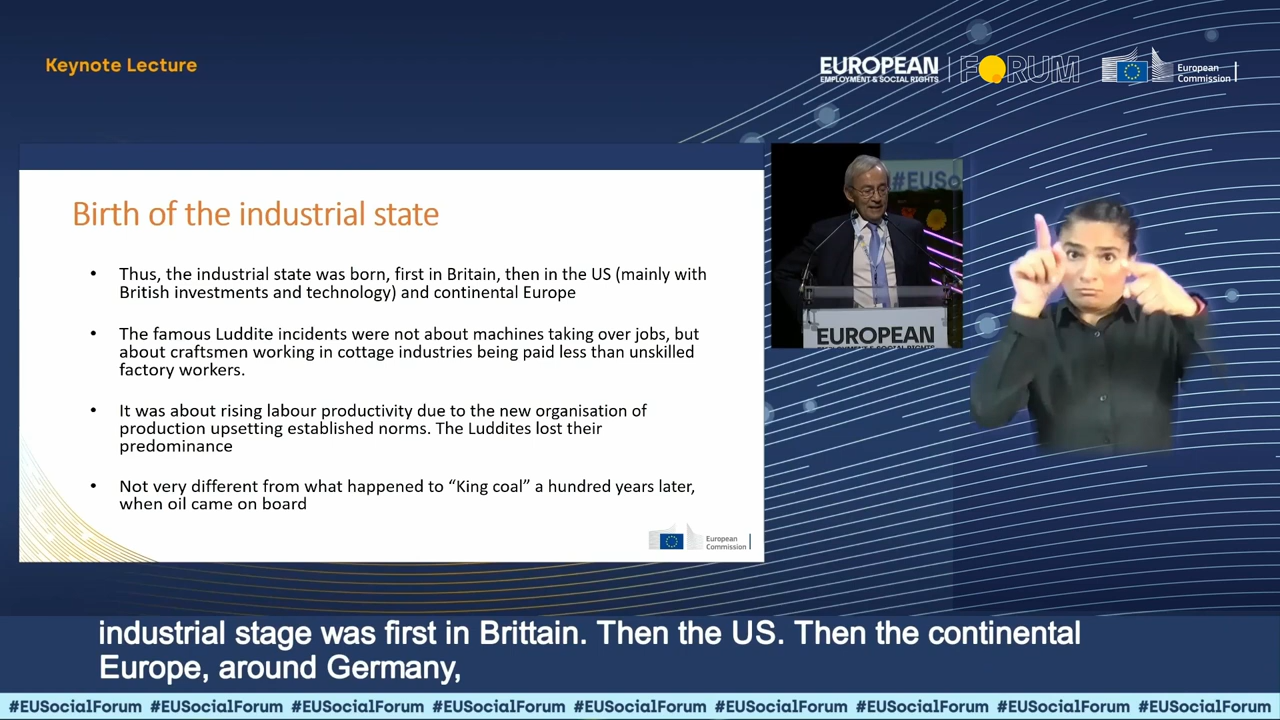 Keynote Lecture
EUROPEAN
EMPLOYMENT & SOCIAL RIGHTS
FORUM
European
Commission
Birth of the industrial state
• Thus, the industrial state was born, first in Britain, then in the US (mainly with
British investments and technology) and continental Europe
• The famous Luddite incidents were not about machines taking over jobs, but
about craftsmen working in cottage industries being paid less than unskilled
factory workers.
• It was about rising labour productivity due to the new organisation of
production upsetting established norms. The Luddites lost their
predominance
• Not very different from what happened to “King coal” a hundred years later,
when oil came on board
European
Commission
#EUSo
EUROPEAN
EMPLOYMENT & SOCIAL RIGHTS
industrial stage was first in Brittain. Then the US. Then the continental
Europe, around Germany,
#EUSocialForum #EUSocialForum #EUSocialForum #EUSocialForum #EUSocialForum #EUSocialForum #EUSocialForum #EUSocialForum #EUSocialForum